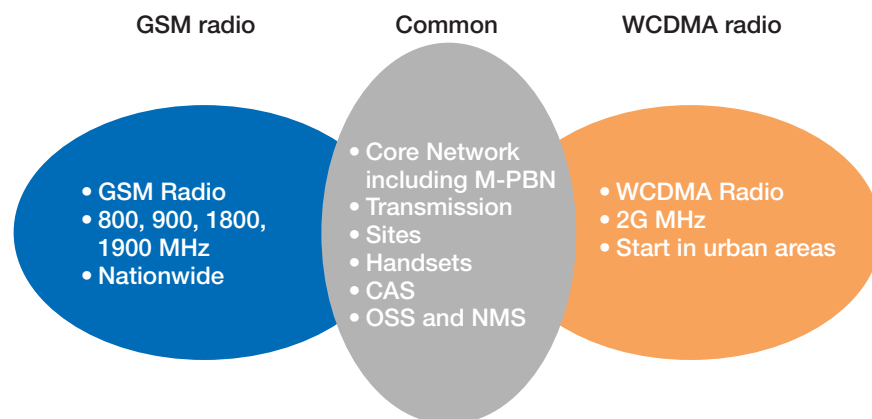 GSM radio
Common
WCDMA radio
• GSM Radio
• 800, 900, 1800,
1900 MHz
• Nationwide
• Core Network
including M-PBN
• Transmission
• Sites
• Handsets
• CAS
• OSS and NMS
• WCDMA Radio
• 2G MHz
• Start in urban areas